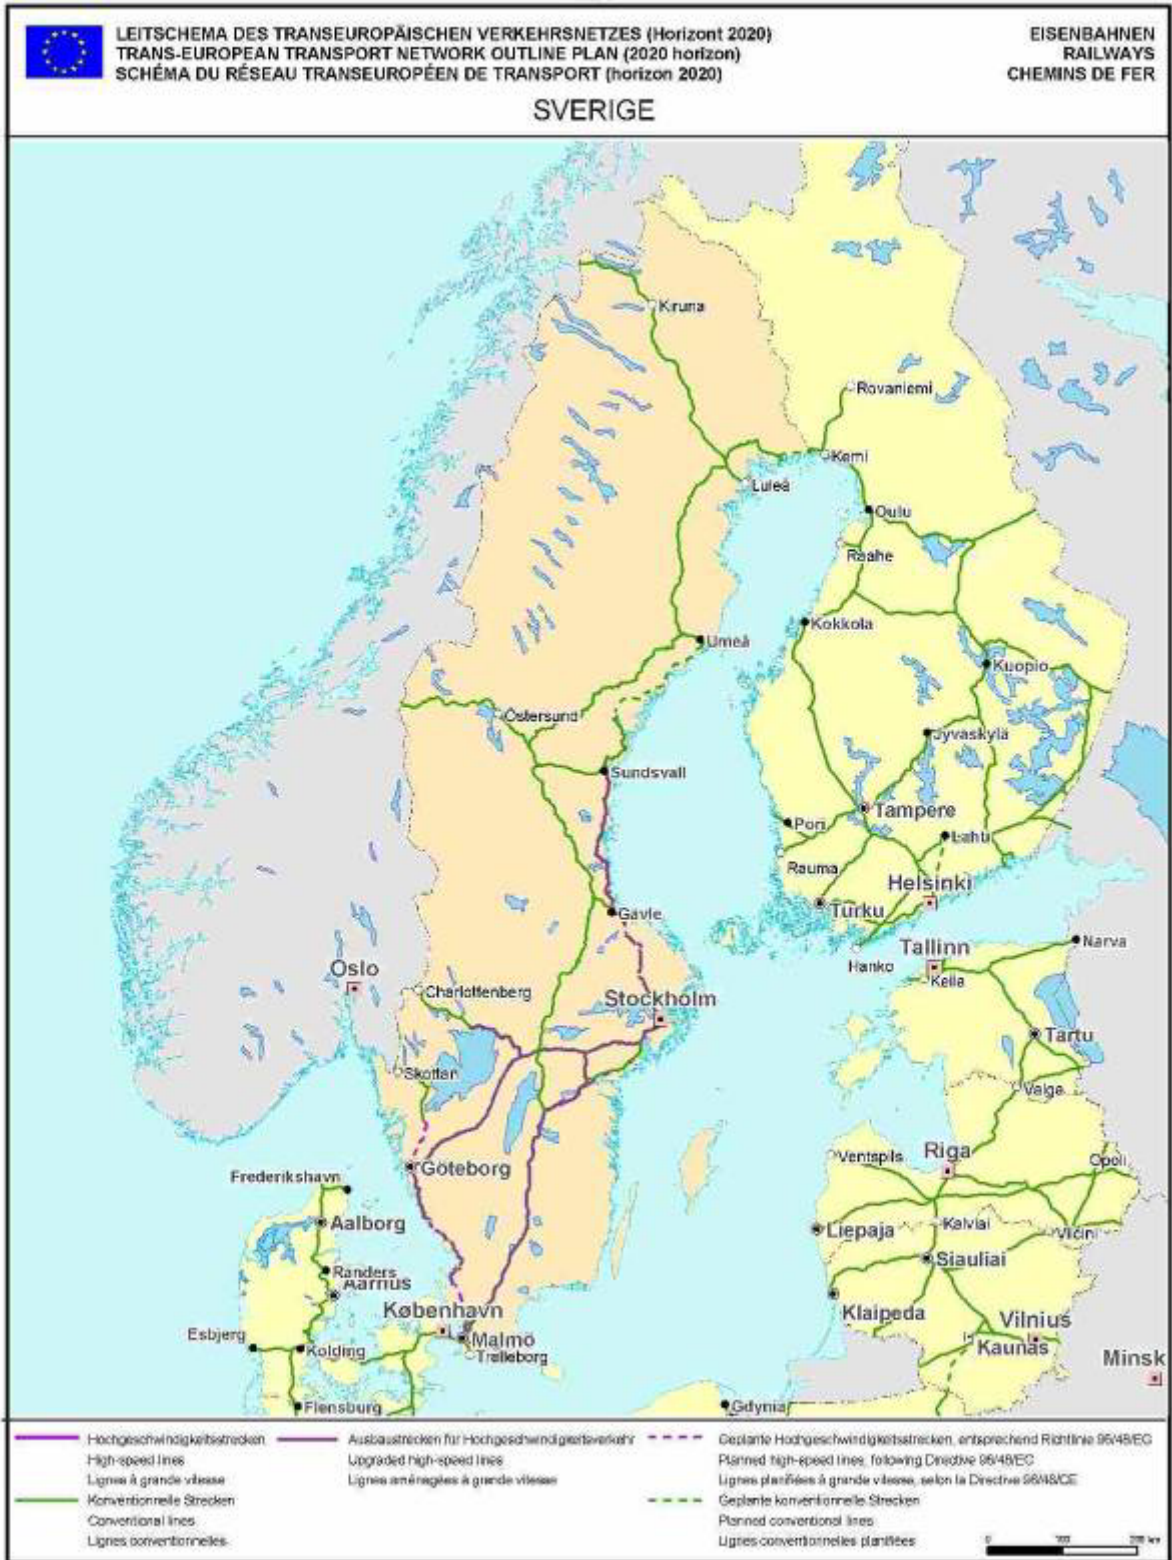 LEITSCHEMA DES TRANSEUROPÄISCHEN VERKEHRSNETZES (Horizont 2020)
TRANS-EUROPEAN TRANSPORT NETWORK OUTLINE PLAN (2020 horizon)
SCHÉMA DU RÉSEAU TRANSEUROPÉEN DE TRANSPORT (horizon 2020)
EISENBAHNEN
RAILWAYS
CHEMINS DE FER
SVERIGE
Kiruna
Rovaniemi
Kemi
Luleå
Oulu
Raahe
Kokkola
Umeå
Kuopio
Östersund
Jyväskylä
Sundsvall
Tampere
Pori
Lahti
Rauma
Helsinki
Turku
Gävle
Narva
Tallinn
Hanko
Oslo
Keila
Charlottenberg
Stockholm
Tartu
Skottan
Valga
Riga
Ventspils
Opoli
Göteborg
Frederikshavn
Aalborg
Kalviai
Liepaja
Vicini
Siauliai
Randers
Aarhus
København
Klaipeda
Vilnius
Esbjerg
Malmö
Kaunas
Kolding
Trelleborg
Minsk
Flensburg
Gdynia
Hochgeschwindigkeitsstrecken
High-speed lines
Lignes à grande vitesse
Konventionelle Strecken
Conventional lines
Lignes conventionnelles
Ausbaustrecken für Hochgeschwindigkeitsverkehr
Upgraded high-speed lines
Lignes aménagées à grande vitesse
Geplante Hochgeschwindigkeitsstrecken, entsprechend Richtlinie 96/48/EG
Planned high-speed lines, following Directive 96/48/EC
Lignes planifiées à grande vitesse, selon la Directive 96/48/CE
Geplante konventionelle Strecken
Planned conventional lines
Lignes conventionnelles planifiées
0 100 200 km